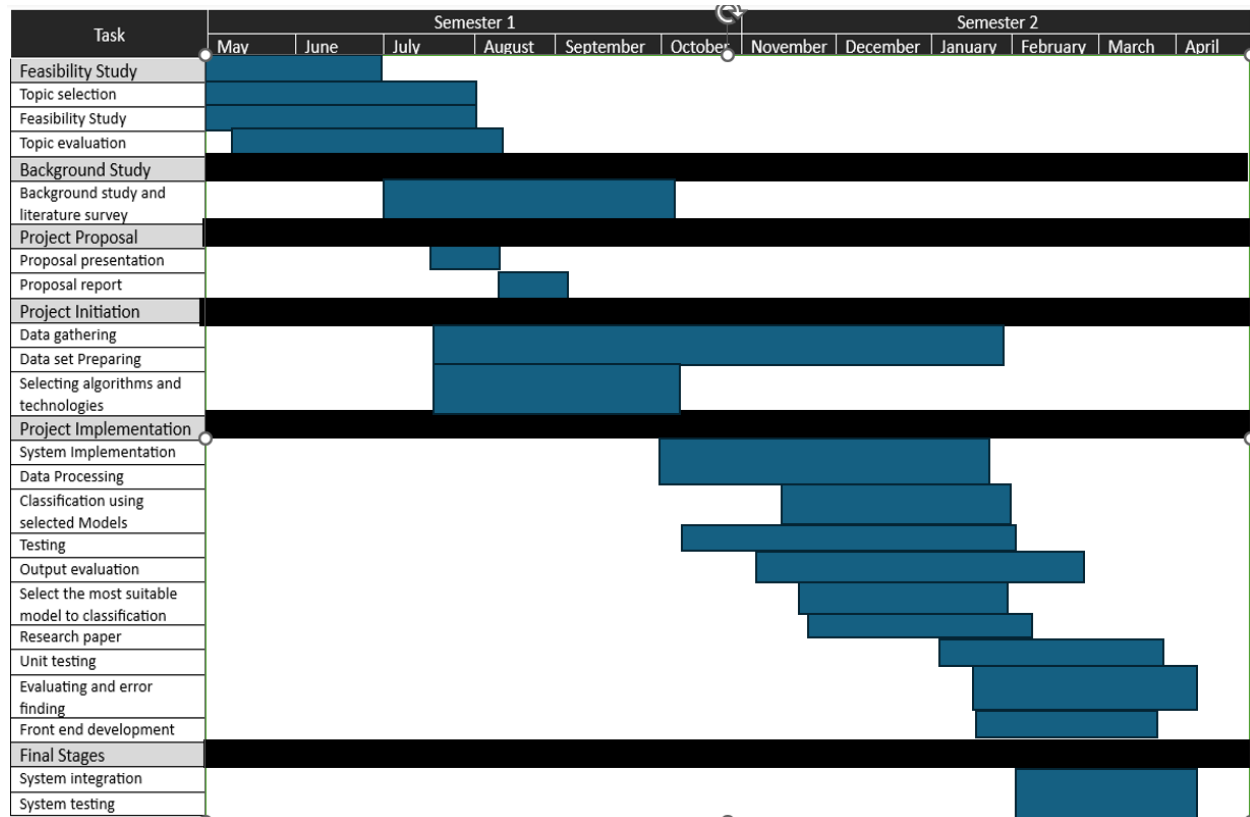 Task
Semester 1
Semester 2
May
June
July
August
September
October
November
December
January
February
March
April
Feasibility Study
Topic selection
Feasibility Study
Topic evaluation
Background Study
Background study and
literature survey
Project Proposal
Proposal presentation
Proposal report
Project Initiation
Data gathering
Data set Preparing
Selecting algorithms and
technologies
Project Implementation
System Implementation
Data Processing
Classification using
selected Models
Testing
Output evaluation
Select the most suitable
model to classification
Research paper
Unit testing
Evaluating and error
finding
Front end development
Final Stages
System integration
System testing